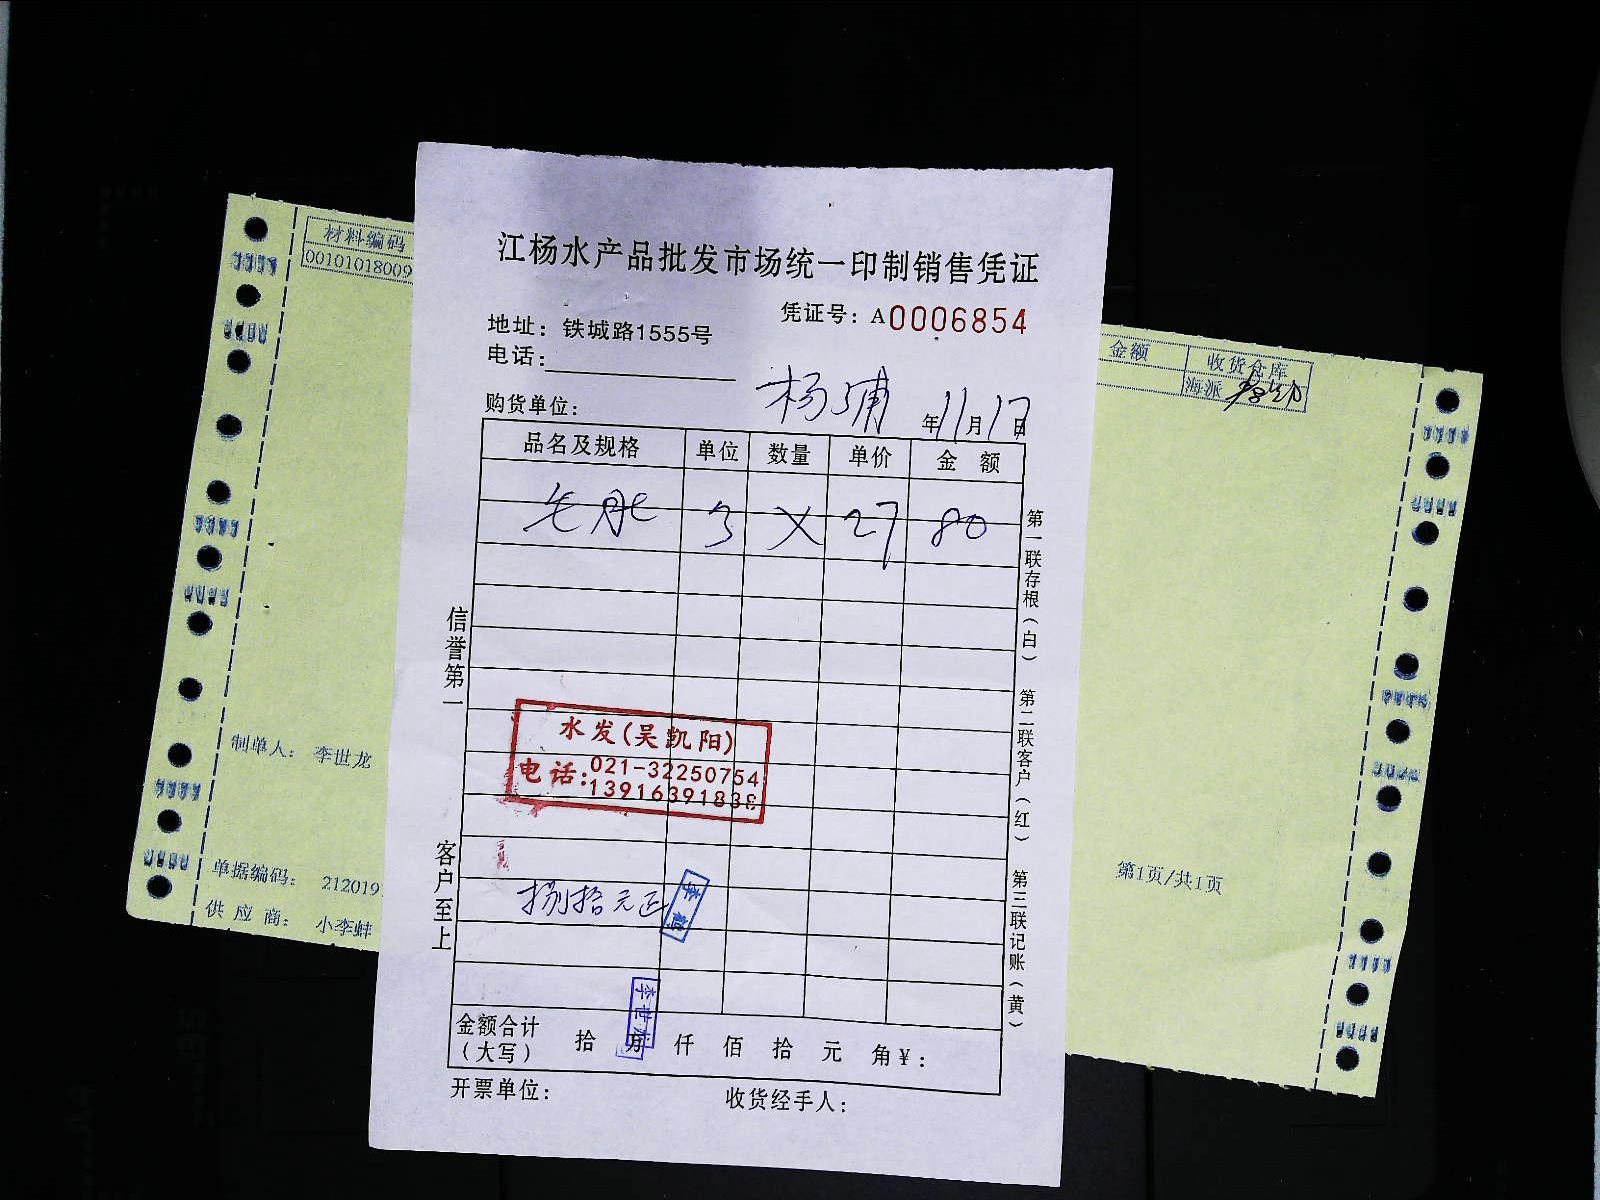 江杨水产品批发市场统一印制销售凭证
凭证号：A0006854
地址：铁城路1555号
电话：
购货单位：
杨浦 年11月17日
品名及规格 单位 数量 单价 金 额
毛肚 3 × 27 80
信誉第一
客户至上
第一联存根（白）
第二联客户（红）
第三联记账（黄）
水发(吴凯阳)
电话:021-32250754
13916391838
捌拾元正
李世龙
金额合计（大写） 拾 万 仟 佰 拾 元 角 ¥：
开票单位： 收货经手人：
材料编码
00101018009
制单人： 李世龙
单据编码： 212019
供 应 商： 小李蚌
金额 收货仓库
海派
第1页/共1页